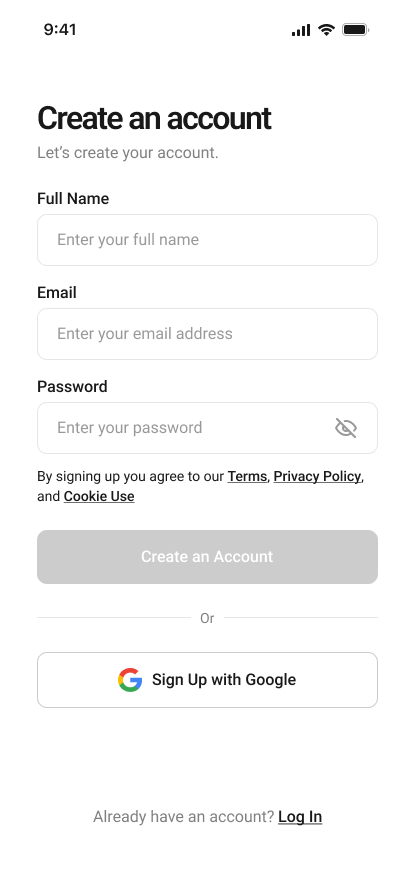 9:41
Create an account
Let’s create your account.
Full Name
Enter your full name
Email
Enter your email address
Password
Enter your password
By signing up you agree to our Terms, Privacy Policy,
and Cookie Use
Create an Account
Or
Sign Up with Google
Already have an account? Log In